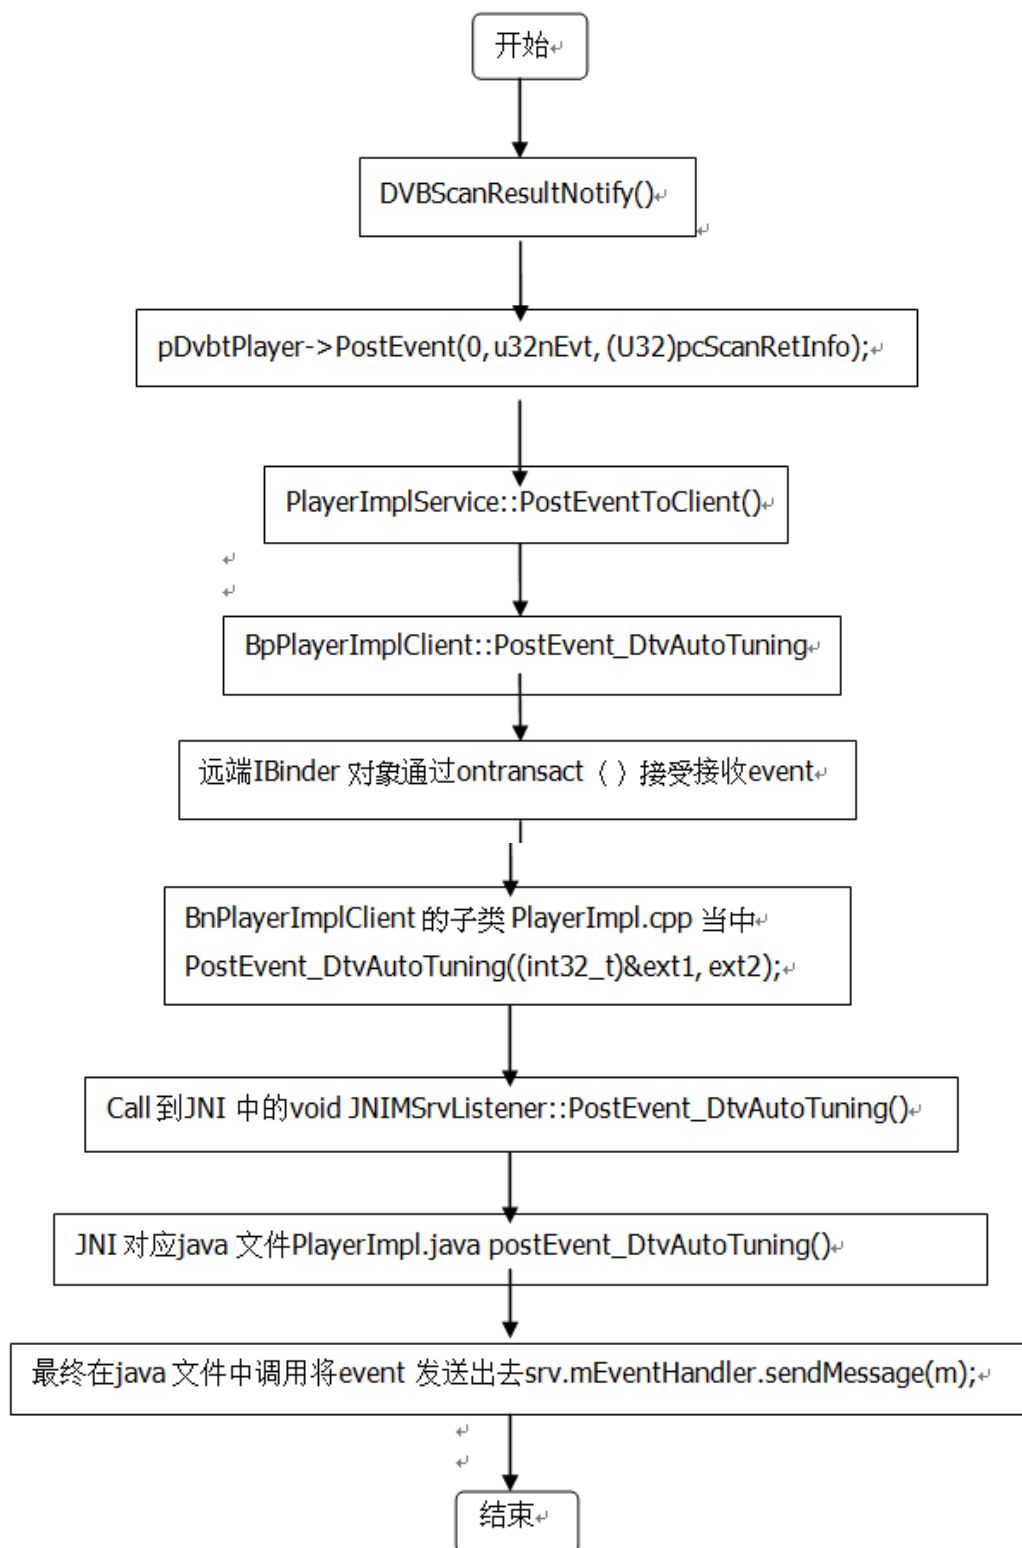 开始
DVBScanResultNotify()
pDvbtPlayer->PostEvent(0, u32nEvt, (U32)pcScanRetInfo);
PlayerImplService::PostEventToClient()
BpPlayerImplClient::PostEvent_DtvAutoTuning
远端IBinder 对象通过ontransact（）接受接收event
BnPlayerImplClient 的子类 PlayerImpl.cpp 当中
PostEvent_DtvAutoTuning((int32_t)&ext1, ext2);
Call 到JNI 中的void JNIMSrvListener::PostEvent_DtvAutoTuning()
JNI 对应java 文件PlayerImpl.java postEvent_DtvAutoTuning()
最终在java 文件中调用将event 发送出去srv.mEventHandler.sendMessage(m);
结束